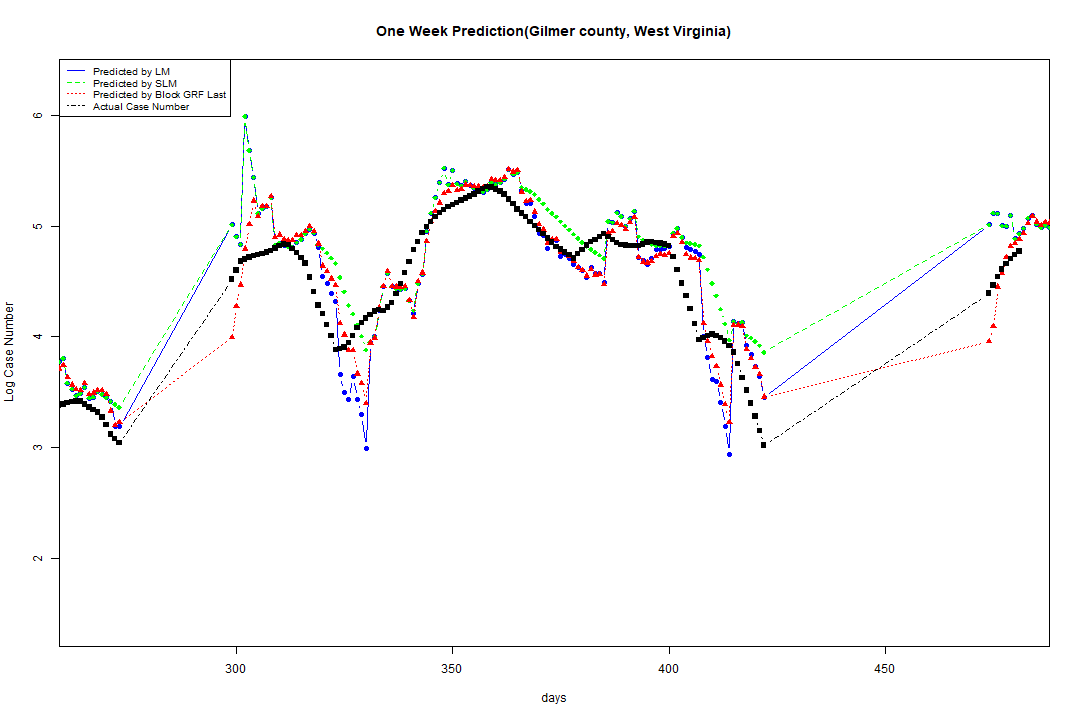 One Week Prediction(Gilmer county, West Virginia)
Predicted by LM
Predicted by SLM
Predicted by Block GRF Last
Actual Case Number
6
5
4
3
2
Log Case Number
300 350 400 450
days